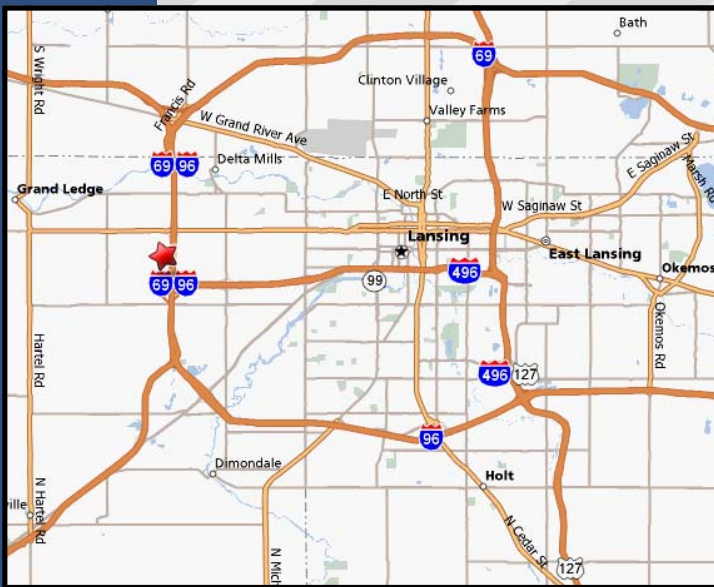 Bath
S Wright Rd
69
Clinton Village
Francis Rd
Valley Farms
W Grand River Ave
E Saginaw St
69 96
Delta Mills
Marsh Rd
Grand Ledge
E North St
W Saginaw St
Lansing
East Lansing
Okemos
69 96
99
496
Hartel Rd
Okemos Rd
496
127
96
Dimondale
Holt
N Hartel Rd
ville
N Cedar St
N Mich
127